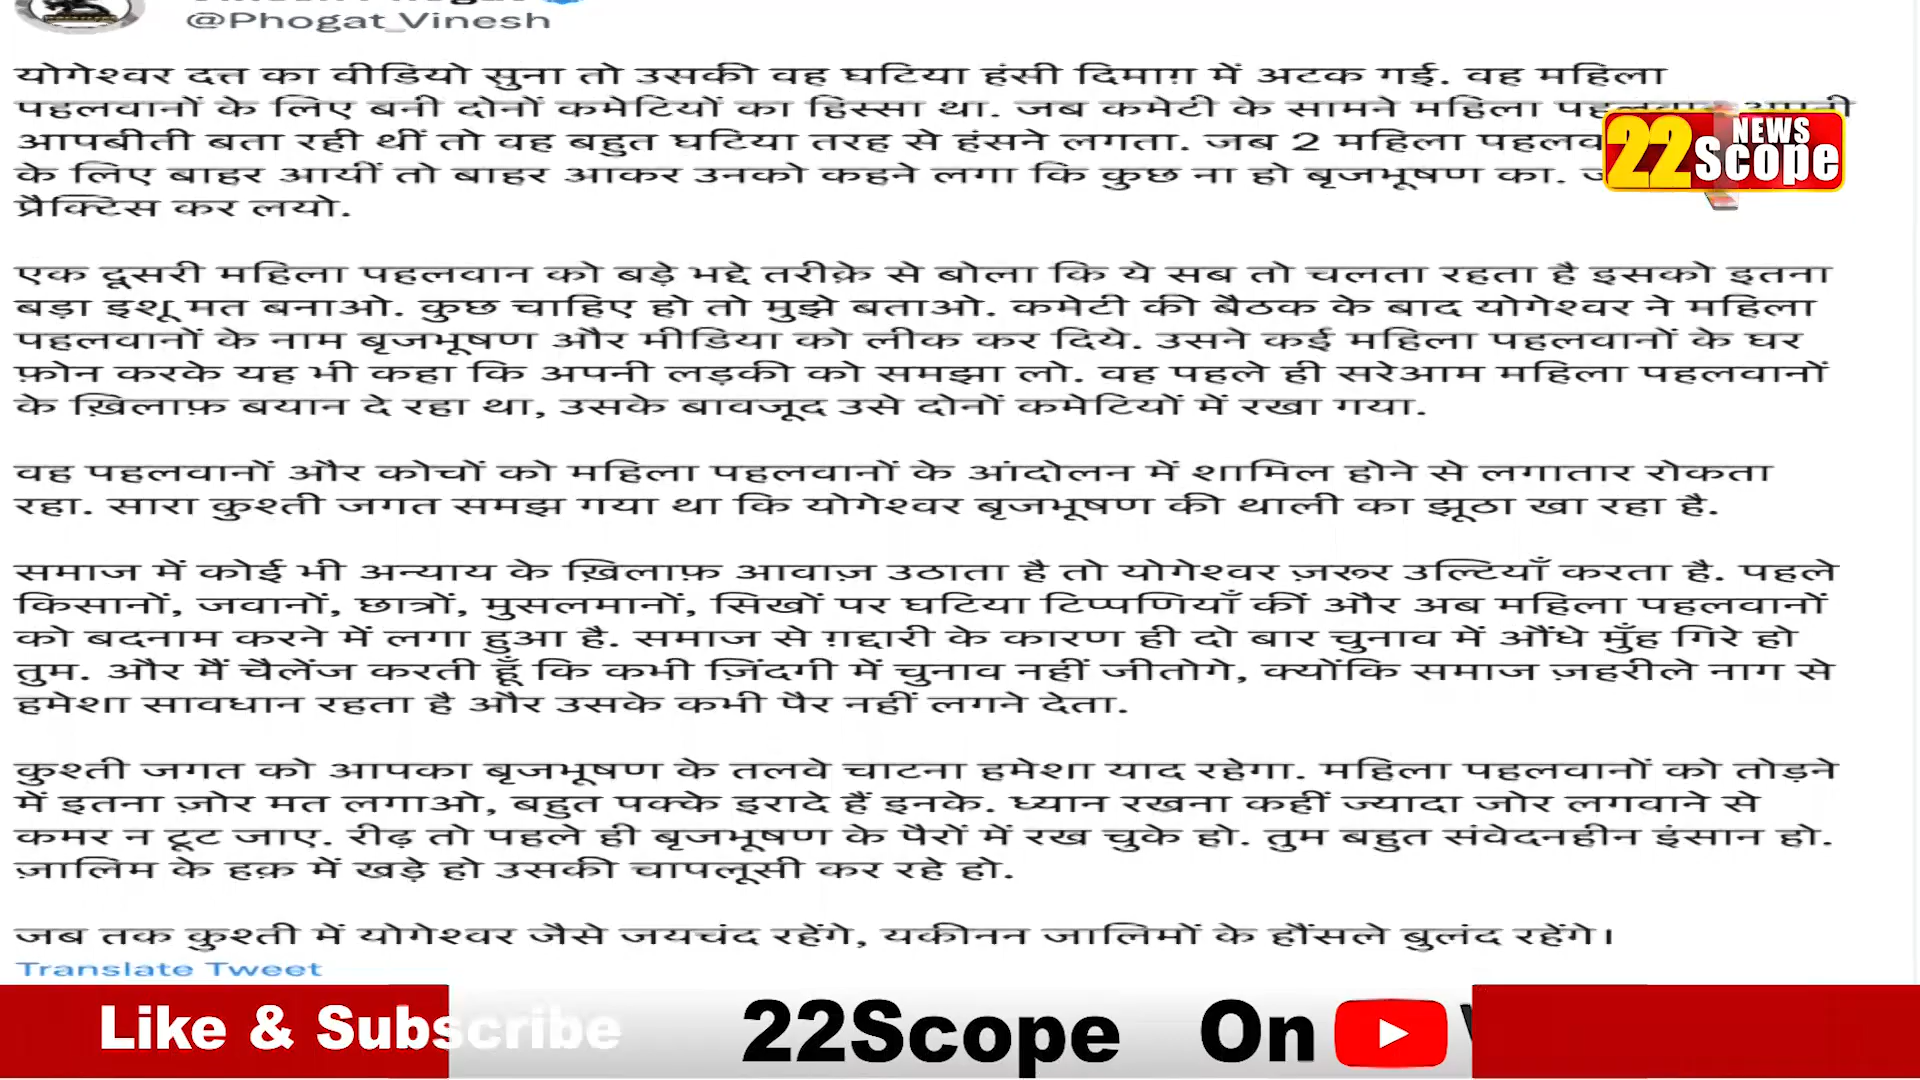 @Phogat_Vinesh
योगेश्वर दत्त का वीडियो सुना तो उसकी वह घटिया हंसी दिमाग़ में अटक गई. वह महिला
पहलवानों के लिए बनी दोनों कमेटियों का हिस्सा था. जब कमेटी के सामने महिला पहलवान अपनी
आपबीती बता रही थीं तो वह बहुत घटिया तरह से हंसने लगता. जब 2 महिला
के लिए बाहर आयीं तो बाहर आकर उनको कहने लगा कि कुछ ना हो बृजभूषण का.
प्रैक्टिस कर लयो.
एक दूसरी महिला पहलवान को बड़े भद्दे तरीक़े से बोला कि ये सब तो चलता रहता है इसको इतना
बड़ा इशू मत बनाओ. कुछ चाहिए हो तो मुझे बताओ. कमेटी की बैठक के बाद योगेश्वर ने महिला
पहलवानों के नाम बृजभूषण और मीडिया को लीक कर दिये. उसने कई महिला पहलवानों के घर
फ़ोन करके यह भी कहा कि अपनी लड़की को समझा लो. वह पहले ही सरेआम महिला पहलवानों
के ख़िलाफ़ बयान दे रहा था, उसके बावजूद उसे दोनों कमेटियों में रखा गया.
वह पहलवानों और कोचों को महिला पहलवानों के आंदोलन में शामिल होने से लगातार रोकता
रहा. सारा कुश्ती जगत समझ गया था कि योगेश्वर बृजभूषण की थाली का झूठा खा रहा है.
समाज में कोई भी अन्याय के ख़िलाफ़ आवाज़ उठाता है तो योगेश्वर ज़रूर उल्टियाँ करता है. पहले
किसानों, जवानों, छात्रों, मुसलमानों, सिखों पर घटिया टिप्पणियाँ कीं और अब महिला पहलवानों
को बदनाम करने में लगा हुआ है. समाज से ग़द्दारी के कारण ही दो बार चुनाव में औंधे मुँह गिरे हो
तुम. और मैं चैलेंज करती हूँ कि कभी ज़िंदगी में चुनाव नहीं जीतोगे, क्योंकि समाज ज़हरीले नाग से
हमेशा सावधान रहता है और उसके कभी पैर नहीं लगने देता.
कुश्ती जगत को आपका बृजभूषण के तलवे चाटना हमेशा याद रहेगा. महिला पहलवानों को तोड़ने
में इतना ज़ोर मत लगाओ, बहुत पक्के इरादे हैं इनके. ध्यान रखना कहीं ज्यादा जोर लगवाने से
कमर न टूट जाए. रीढ़ तो पहले ही बृजभूषण के पैरों में रख चुके हो. तुम बहुत संवेदनहीन इंसान हो.
ज़ालिम के हक़ में खड़े हो उसकी चापलूसी कर रहे हो.
जब तक कुश्ती में योगेश्वर जैसे जयचंद रहेंगे, यकीनन जालिमों के हौंसले बुलंद रहेंगे।
Translate Tweet
22 NEWS Scope
Like & Subscribe 22Scope On